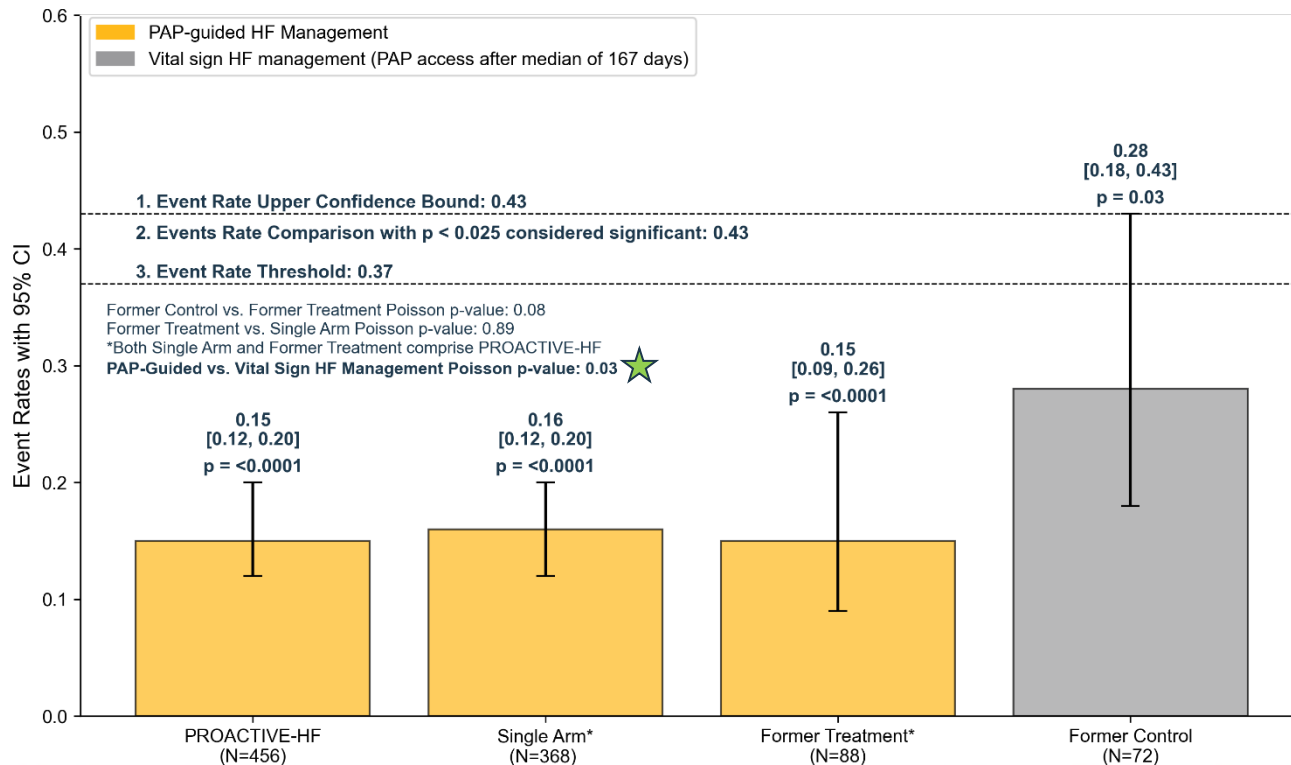 PAP-guided HF Management
Vital sign HF management (PAP access after median of 167 days)
Event Rates with 95% CI
0.6
0.5
0.4
0.3
0.2
0.1
0.0
1. Event Rate Upper Confidence Bound: 0.43
2. Events Rate Comparison with p < 0.025 considered significant: 0.43
3. Event Rate Threshold: 0.37
Former Control vs. Former Treatment Poisson p-value: 0.08
Former Treatment vs. Single Arm Poisson p-value: 0.89
*Both Single Arm and Former Treatment comprise PROACTIVE-HF
PAP-Guided vs. Vital Sign HF Management Poisson p-value: 0.03
0.15
[0.12, 0.20]
p = <0.0001
0.16
[0.12, 0.20]
p = <0.0001
0.15
[0.09, 0.26]
p = <0.0001
0.28
[0.18, 0.43]
p = 0.03
PROACTIVE-HF
(N=456)
Single Arm*
(N=368)
Former Treatment*
(N=88)
Former Control
(N=72)